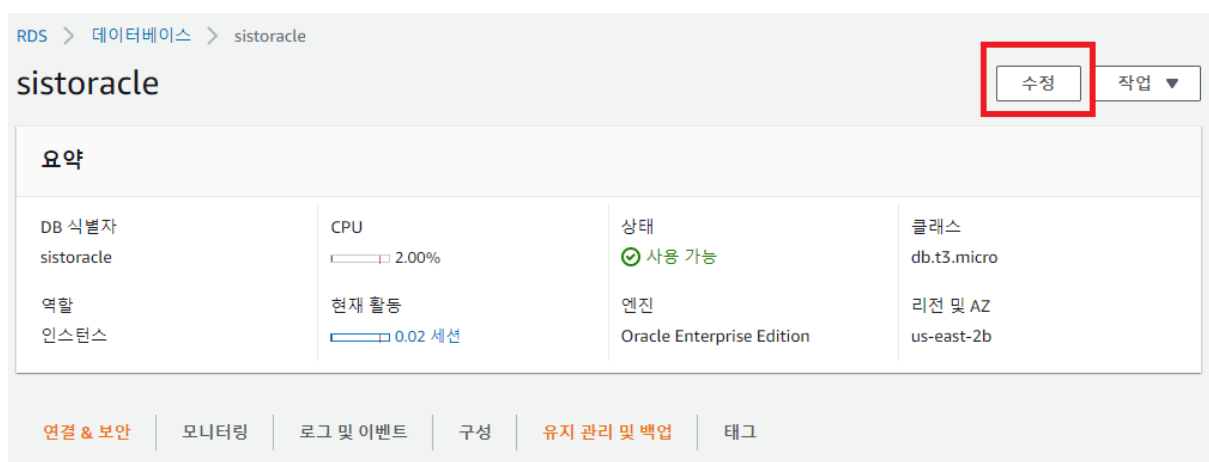 RDS > 데이터베이스 > sistoracle
sistoracle
수정 작업 ▼
요약
DB 식별자 CPU 상태 클래스
sistoracle 2.00% 사용 가능 db.t3.micro
역할 현재 활동 엔진 리전 및 AZ
인스턴스 0.02 세션 Oracle Enterprise Edition us-east-2b
연결 & 보안 모니터링 로그 및 이벤트 구성 유지 관리 및 백업 태그